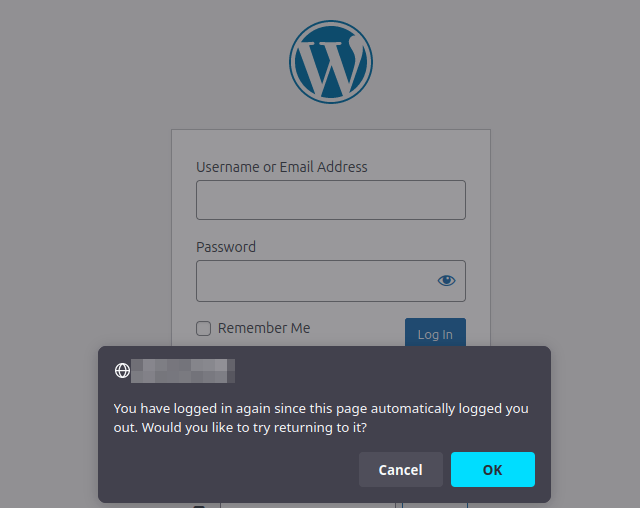 Username or Email Address
Password
Remember Me
Log In
You have logged in again since this page automatically logged you
out. Would you like to try returning to it?
Cancel
OK